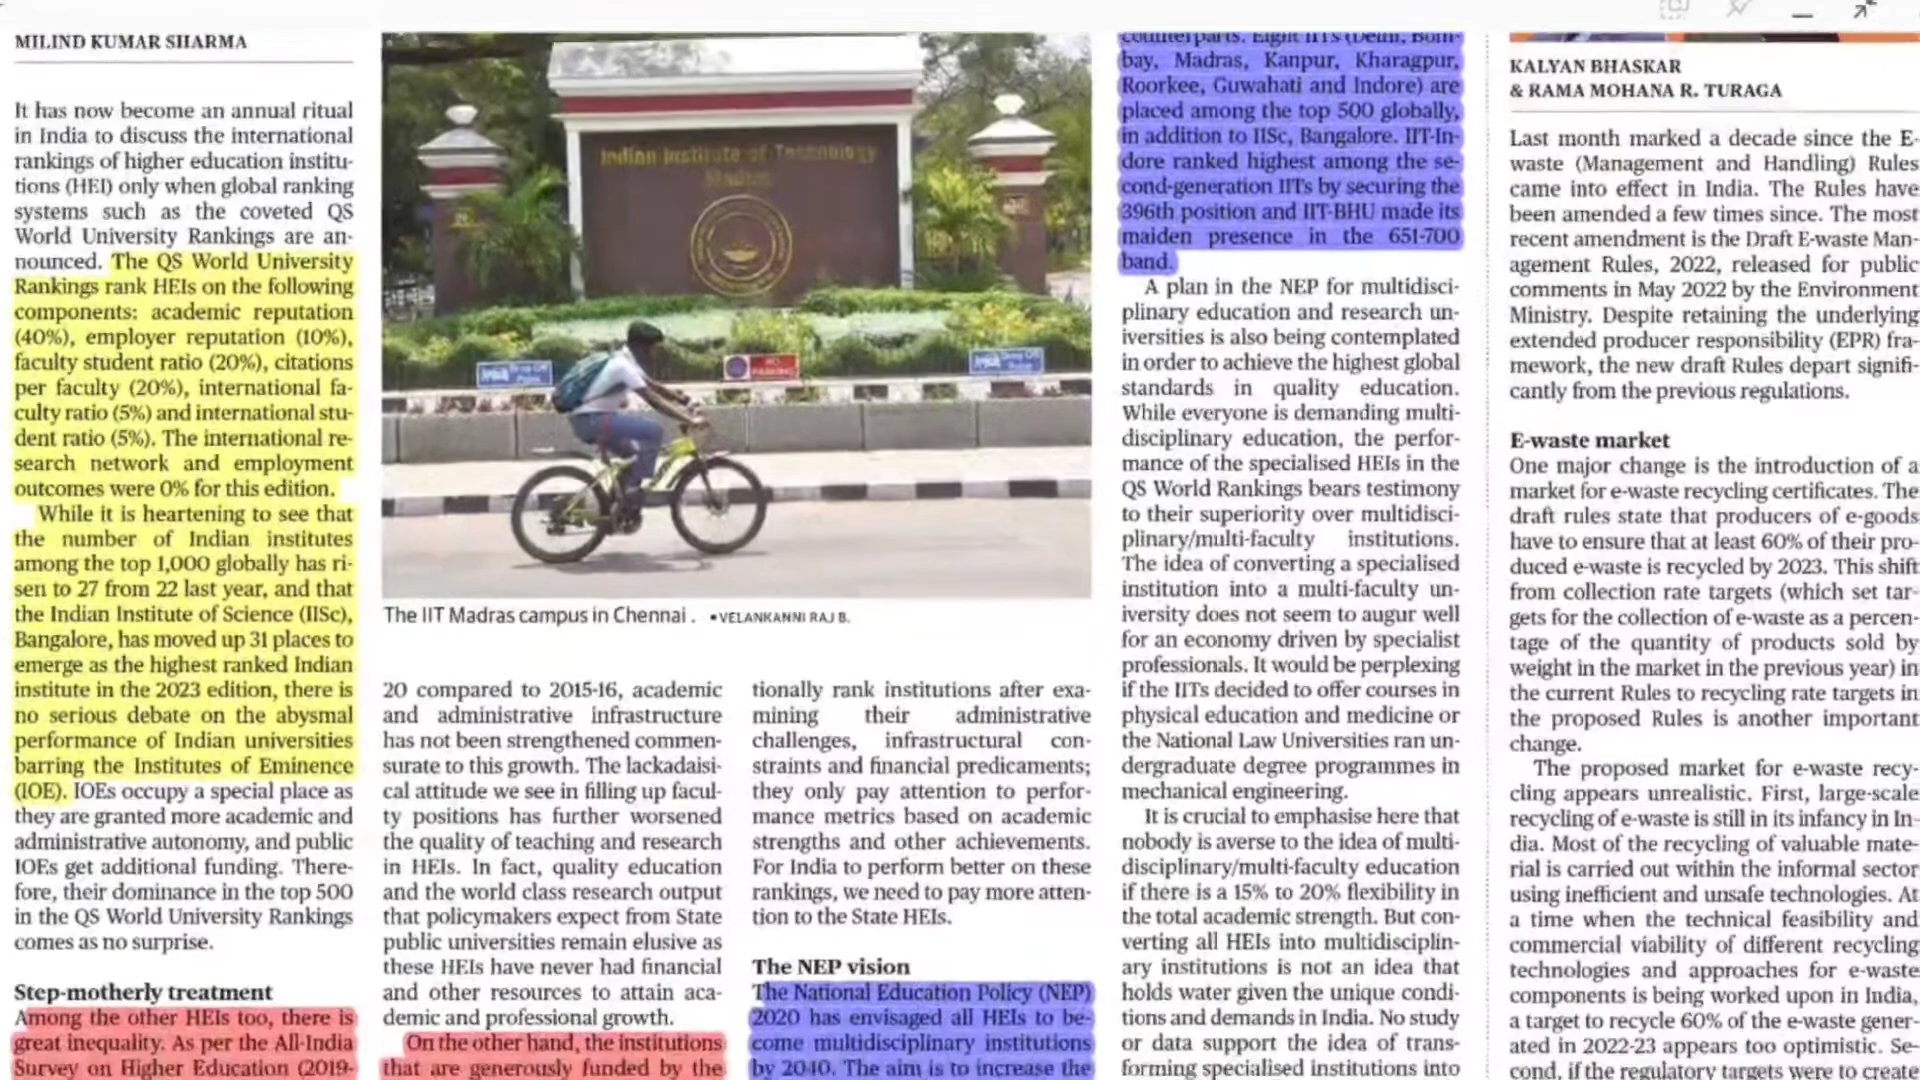 MILIND KUMAR SHARMA
It has now become an annual ritual
in India to discuss the international
rankings of higher education institu-
tions (HEI) only when global ranking
systems such as the coveted QS
World University Rankings are an-
nounced. The QS World University
Rankings rank HEIs on the following
components: academic reputation
(40%), employer reputation (10%),
faculty student ratio (20%), citations
per faculty (20%), international fa-
culty ratio (5%) and international stu-
dent ratio (5%). The international re-
search network and employment
outcomes were 0% for this edition.
While it is heartening to see that
the number of Indian institutes
among the top 1,000 globally has ri-
sen to 27 from 22 last year, and that
the Indian Institute of Science (IISc),
Bangalore, has moved up 31 places to
emerge as the highest ranked Indian
institute in the 2023 edition, there is
no serious debate on the abysmal
performance of Indian universities
barring the Institutes of Eminence
(IOE). IOEs occupy a special place as
they are granted more academic and
administrative autonomy, and public
IOEs get additional funding. There-
fore, their dominance in the top 500
in the QS World University Rankings
comes as no surprise.
Step-motherly treatment
Among the other HEIs too, there is
great inequality. As per the All-India
Survey on Higher Education (2019-
Indian Institute of Technology
Madras
NO
PARKING
The IIT Madras campus in Chennai . •VELANKANNI RAJ B.
20 compared to 2015-16, academic
and administrative infrastructure
has not been strengthened commen-
surate to this growth. The lackadaisi-
cal attitude we see in filling up facul-
ty positions has further worsened
the quality of teaching and research
in HEIs. In fact, quality education
and the world class research output
that policymakers expect from State
public universities remain elusive as
these HEIs have never had financial
and other resources to attain aca-
demic and professional growth.
On the other hand, the institutions
that are generously funded by the
tionally rank institutions after exa-
mining their administrative
challenges, infrastructural con-
straints and financial predicaments;
they only pay attention to perfor-
mance metrics based on academic
strengths and other achievements.
For India to perform better on these
rankings, we need to pay more atten-
tion to the State HEIs.
The NEP vision
The National Education Policy (NEP)
2020 has envisaged all HEIs to be-
come multidisciplinary institutions
by 2040. The aim is to increase the
counterparts. Eight IITs (Delhi, Bom-
bay, Madras, Kanpur, Kharagpur,
Roorkee, Guwahati and Indore) are
placed among the top 500 globally,
in addition to IISc, Bangalore. IIT-In-
dore ranked highest among the se-
cond-generation IITs by securing the
396th position and IIT-BHU made its
maiden presence in the 651-700
band.
A plan in the NEP for multidisci-
plinary education and research un-
iversities is also being contemplated
in order to achieve the highest global
standards in quality education.
While everyone is demanding multi-
disciplinary education, the perfor-
mance of the specialised HEIs in the
QS World Rankings bears testimony
to their superiority over multidisci-
plinary/multi-faculty institutions.
The idea of converting a specialised
institution into a multi-faculty un-
iversity does not seem to augur well
for an economy driven by specialist
professionals. It would be perplexing
if the IITs decided to offer courses in
physical education and medicine or
the National Law Universities ran un-
dergraduate degree programmes in
mechanical engineering.
It is crucial to emphasise here that
nobody is averse to the idea of multi-
disciplinary/multi-faculty education
if there is a 15% to 20% flexibility in
the total academic strength. But con-
verting all HEIs into multidisciplin-
ary institutions is not an idea that
holds water given the unique condi-
tions and demands in India. No study
or data support the idea of trans-
forming specialised institutions into
KALYAN BHASKAR
& RAMA MOHANA R. TURAGA
Last month marked a decade since the E-
waste (Management and Handling) Rules
came into effect in India. The Rules have
been amended a few times since. The most
recent amendment is the Draft E-waste Man-
agement Rules, 2022, released for public
comments in May 2022 by the Environment
Ministry. Despite retaining the underlying
extended producer responsibility (EPR) fra-
mework, the new draft Rules depart signifi-
cantly from the previous regulations.
E-waste market
One major change is the introduction of a
market for e-waste recycling certificates. The
draft rules state that producers of e-goods
have to ensure that at least 60% of their pro-
duced e-waste is recycled by 2023. This shift
from collection rate targets (which set tar-
gets for the collection of e-waste as a percen-
tage of the quantity of products sold by
weight in the market in the previous year) in
the current Rules to recycling rate targets in
the proposed Rules is another important
change.
The proposed market for e-waste recy-
cling appears unrealistic. First, large-scale
recycling of e-waste is still in its infancy in In-
dia. Most of the recycling of valuable mate-
rial is carried out within the informal sector
using inefficient and unsafe technologies. At
a time when the technical feasibility and
commercial viability of different recycling
technologies and approaches for e-waste
components is being worked upon in India,
a target to recycle 60% of the e-waste gener-
ated in 2022-23 appears too optimistic. Se-
cond, if the regulatory targets were to create